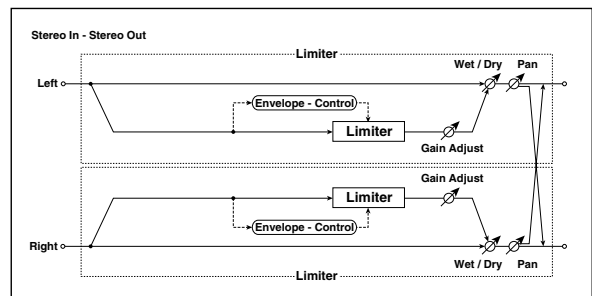 Stereo In - Stereo Out
Limiter
Wet / Dry
Pan
Left
Envelope - Control
Limiter
Gain Adjust
Gain Adjust
Limiter
Envelope - Control
Right
Wet / Dry
Pan
Limiter